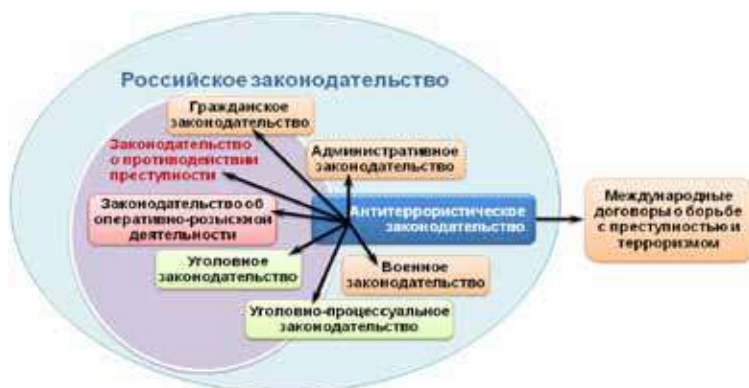 Российское законодательство
Гражданское
законодательство
Законодательство
о противодействии
преступности
Административное
законодательство
Законодательство об
оперативно-розыскной
деятельности
Антитеррористическое
законодательство
Международные
договоры о борьбе
с преступностью и
терроризмом
Уголовное
законодательство
Военное
законодательство
Уголовно-процессуальное
законодательство